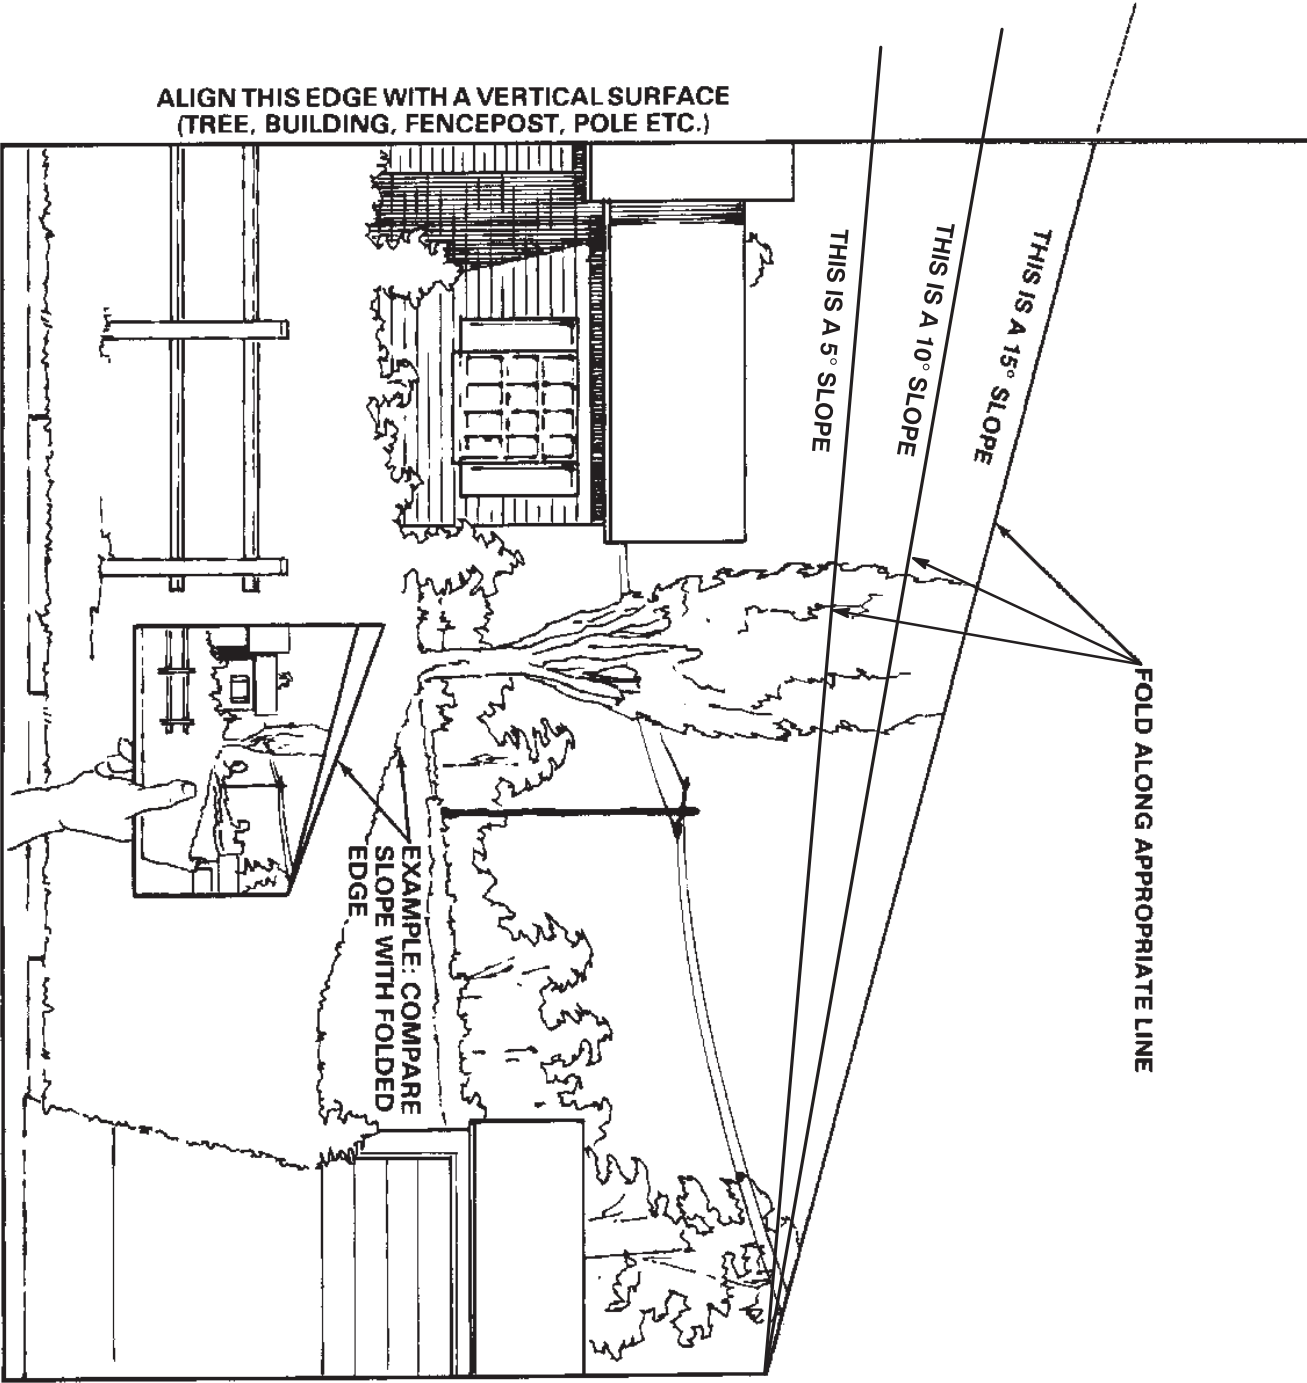 ALIGN THIS EDGE WITH A VERTICAL SURFACE
(TREE, BUILDING, FENCEPOST, POLE ETC.)
THIS IS A 15° SLOPE
THIS IS A 10° SLOPE
THIS IS A 5° SLOPE
FOLD ALONG APPROPRIATE LINE
EXAMPLE: COMPARE
SLOPE WITH FOLDED
EDGE